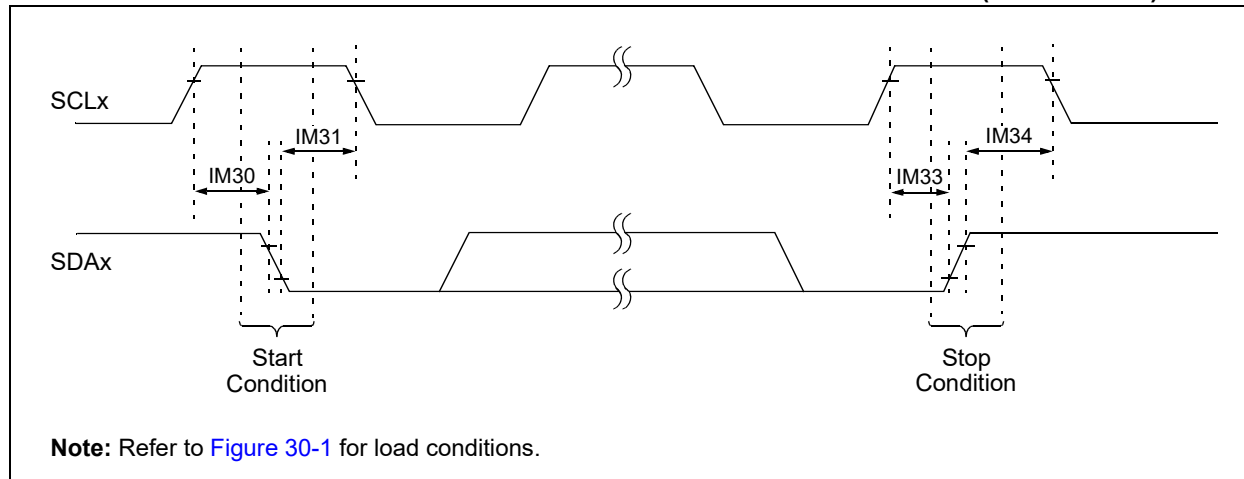 SCLx
IM31
IM34
IM30
IM33
SDAx
Start
Condition
Stop
Condition
Note: Refer to Figure 30-1 for load conditions.